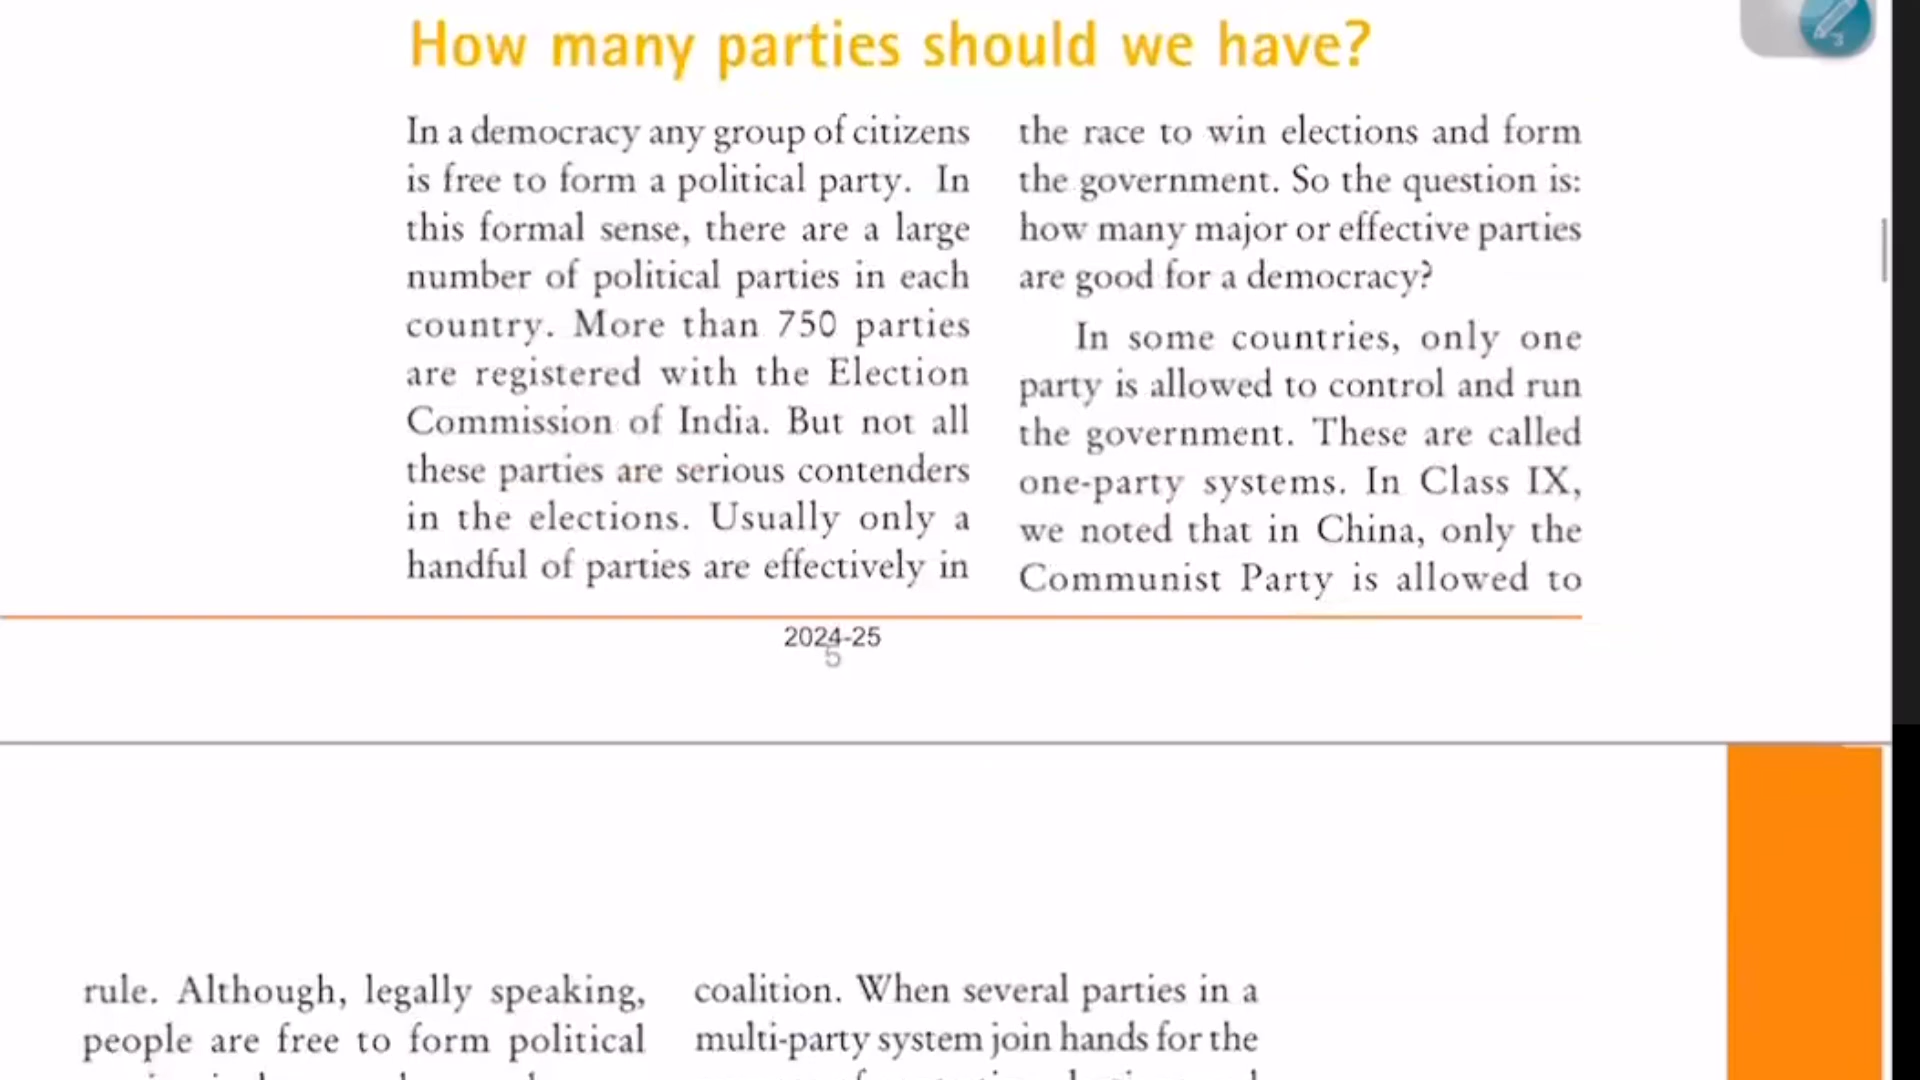 How many parties should we have?
In a democracy any group of citizens
is free to form a political party. In
this formal sense, there are a large
number of political parties in each
country. More than 750 parties
are registered with the Election
Commission of India. But not all
these parties are serious contenders
in the elections. Usually only a
handful of parties are effectively in
the race to win elections and form
the government. So the question is:
how many major or effective parties
are good for a democracy?
In some countries, only one
party is allowed to control and run
the government. These are called
one-party systems. In Class IX,
we noted that in China, only the
Communist Party is allowed to
2024-25
5
rule. Although, legally speaking,
people are free to form political
coalition. When several parties in a
multi-party system join hands for the